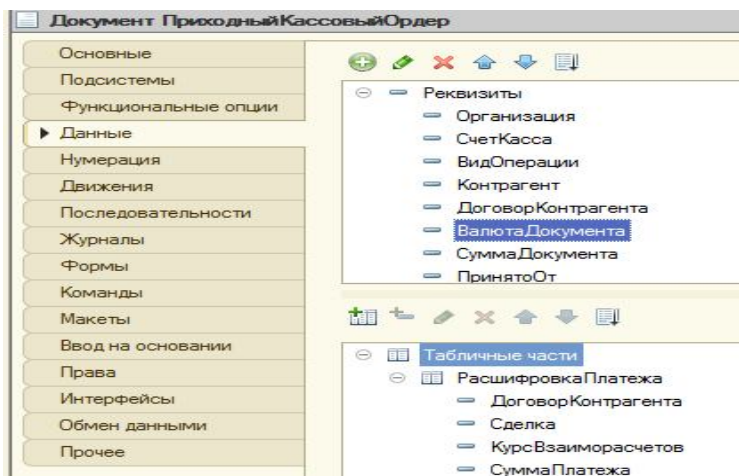 Документ ПриходныйКассовыйОрдер
Основные
Подсистемы
Функциональные опции
Данные
Нумерация
Движения
Последовательности
Журналы
Формы
Команды
Макеты
Ввод на основании
Права
Интерфейсы
Обмен данными
Прочее
Реквизиты
Организация
СчетКасса
ВидОперации
Контрагент
ДоговорКонтрагента
ВалютаДокумента
СуммаДокумента
ПринятоОт
Табличные части
РасшифровкаПлатежа
ДоговорКонтрагента
Сделка
КурсВзаиморасчетов
СуммаПлатежа